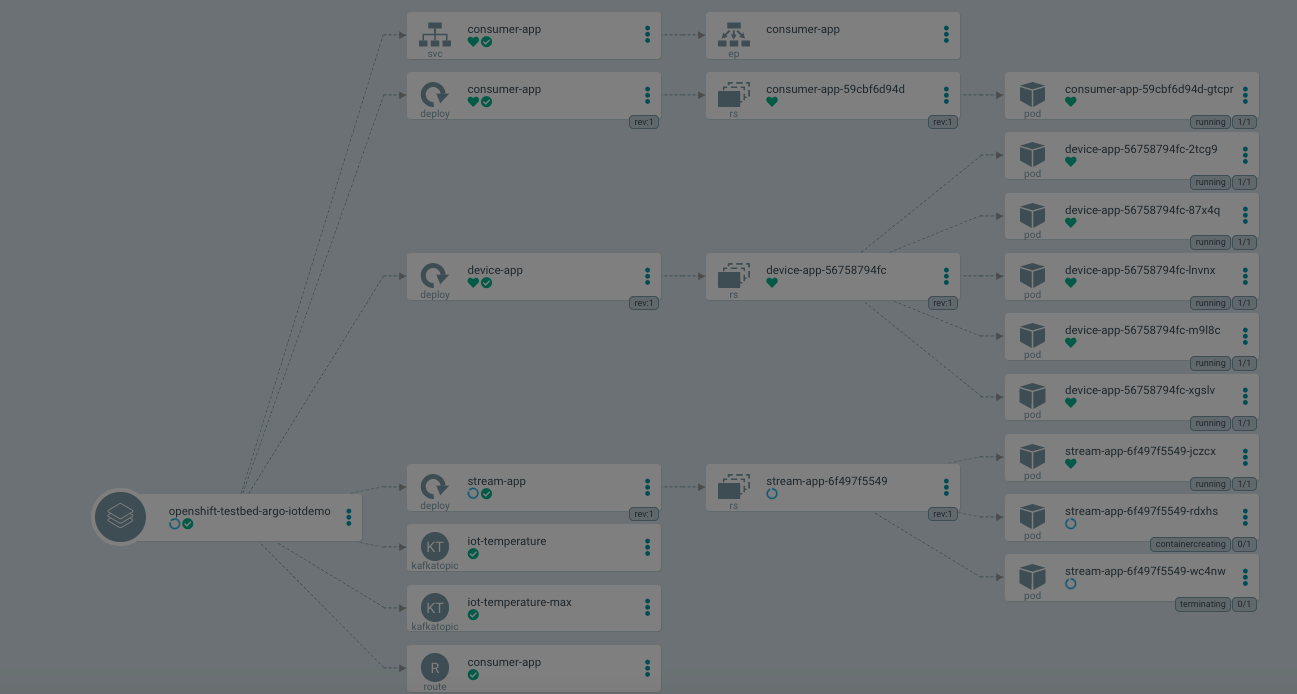 consumer-app
svc
consumer-app
ep
consumer-app
deploy
rev:1
consumer-app-59cbf6d94d
rs
rev:1
consumer-app-59cbf6d94d-gtcpr
pod
running 1/1
device-app-56758794fc-2tcg9
pod
running 1/1
device-app-56758794fc-87x4q
pod
running 1/1
device-app
deploy
rev:1
device-app-56758794fc
rs
rev:1
device-app-56758794fc-lnvnx
pod
running 1/1
device-app-56758794fc-m9l8c
pod
running 1/1
device-app-56758794fc-xgslv
pod
running 1/1
stream-app-6f497f5549-jczcx
pod
running 1/1
openshift-testbed-argo-iotdemo
stream-app
deploy
rev:1
stream-app-6f497f5549
rs
rev:1
stream-app-6f497f5549-rdxhs
pod
containercreating 0/1
KT
iot-temperature
kafkatopic
stream-app-6f497f5549-wc4nw
pod
terminating 0/1
KT
iot-temperature-max
kafkatopic
R
consumer-app
route